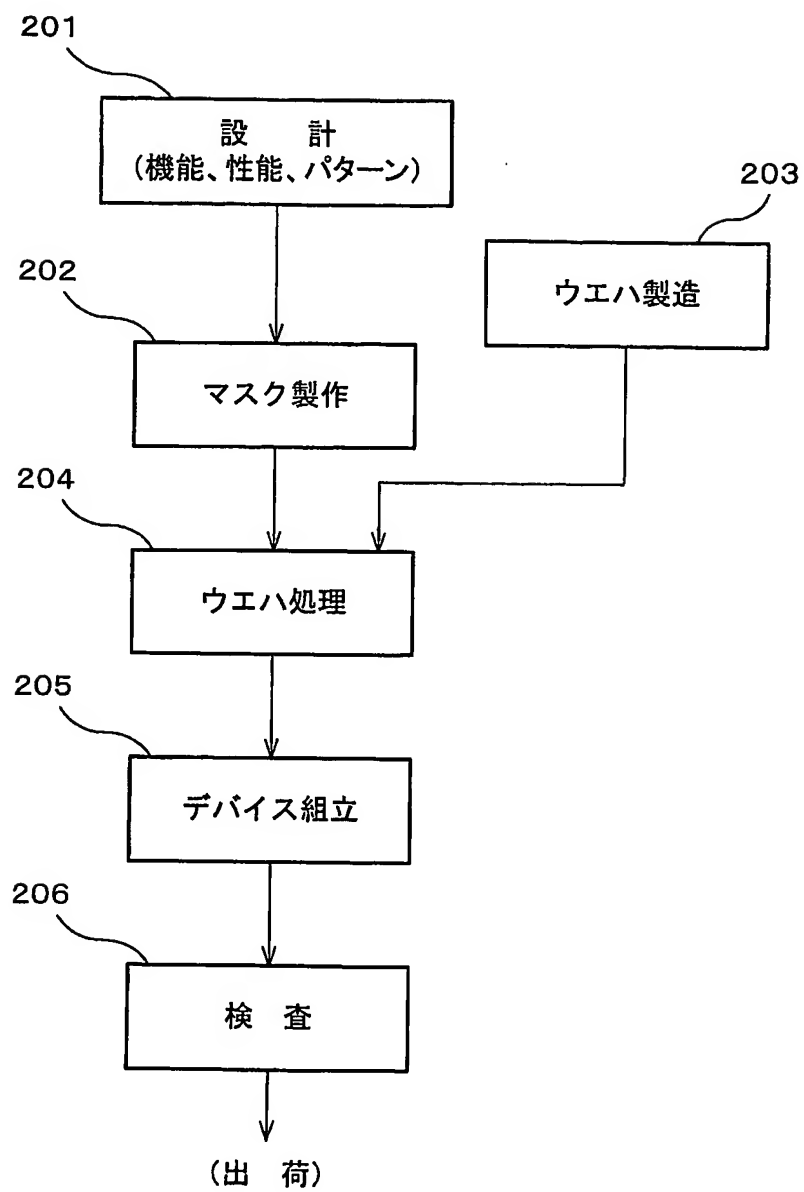 201
設 計
(機能、性能、パターン)
203
ウエハ製造
202
マスク製作
204
ウエハ処理
205
デバイス組立
206
検 査
(出 荷)